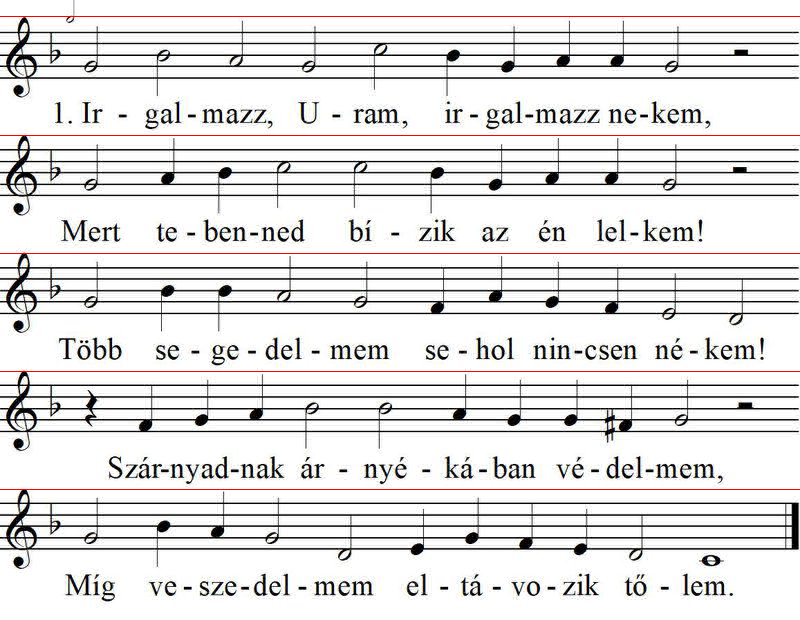 1. Ir - gal - mazz, U - ram, ir - gal - mazz ne - kem,
Mert te - ben - ned bí - zik az én lel - kem!
Több se - ge - del - mem se - hol nin - csen né - kem!
Szár - nyad - nak ár - nyé - ká - ban vé - del - mem,
Míg ve - sze - del - mem el - tá - vo - zik tő - lem.